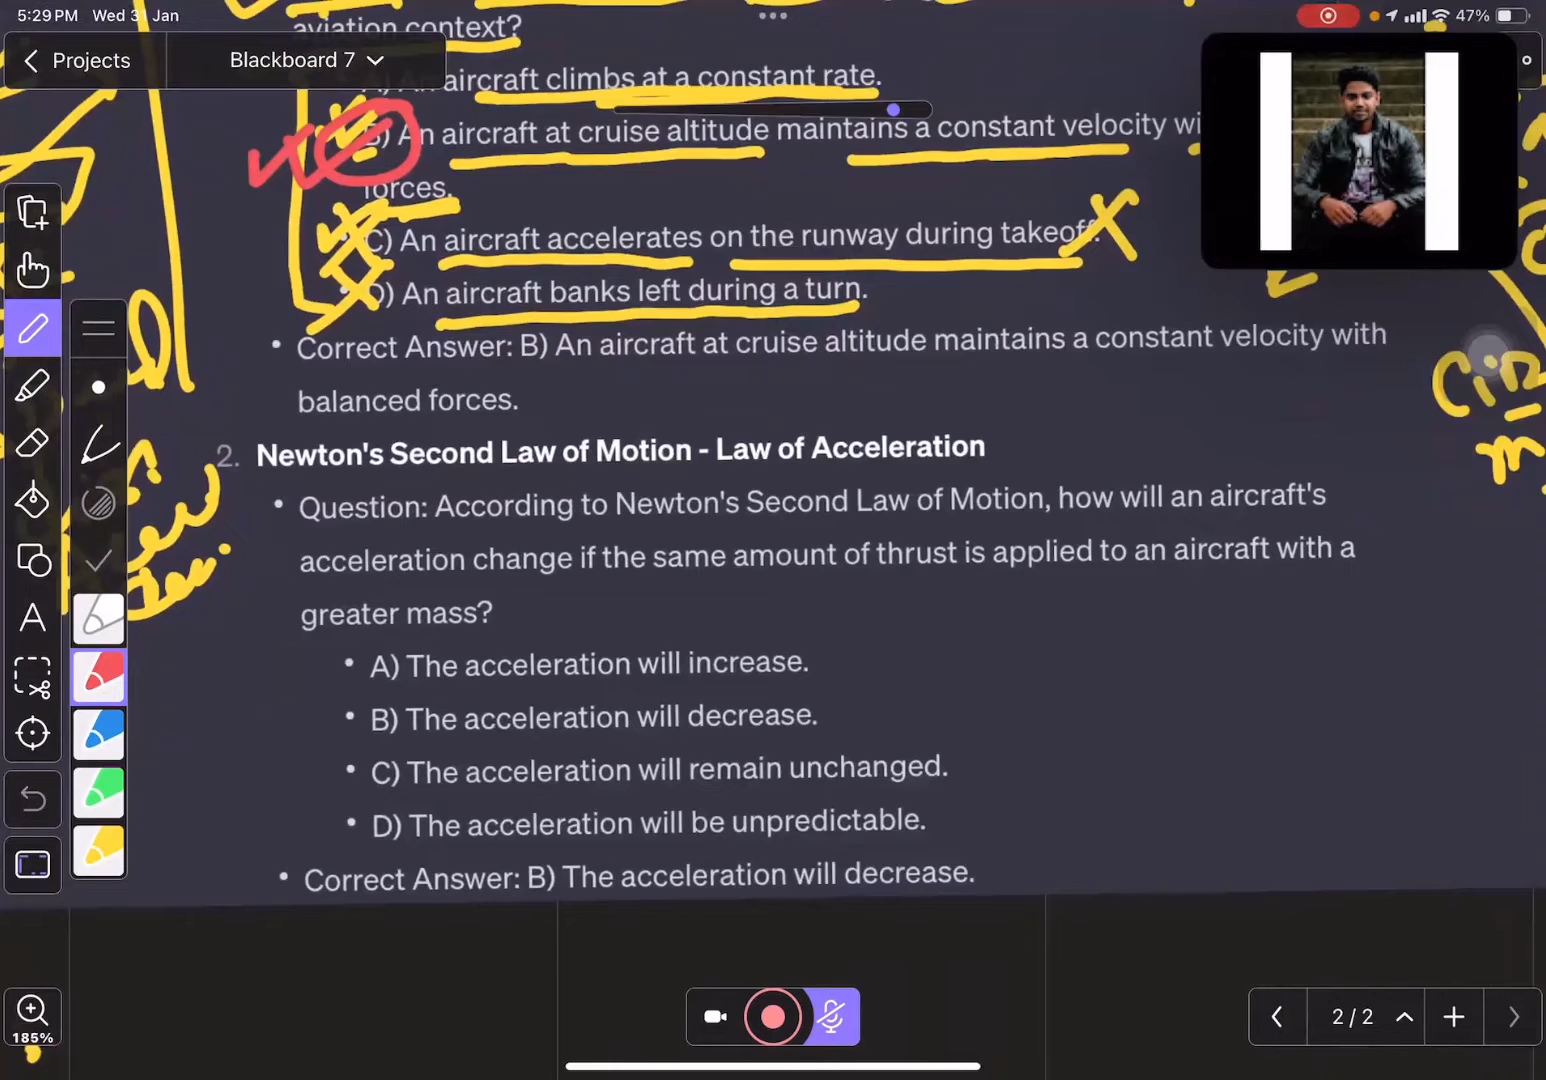 5:29 PM Wed 31 Jan
47%
aviation context?
Projects
Blackboard 7
A) An aircraft climbs at a constant rate.
B) An aircraft at cruise altitude maintains a constant velocity
forces.
C) An aircraft accelerates on the runway during takeoff.
D) An aircraft banks left during a turn.
• Correct Answer: B) An aircraft at cruise altitude maintains a constant velocity with
balanced forces.
2. Newton's Second Law of Motion - Law of Acceleration
• Question: According to Newton's Second Law of Motion, how will an aircraft's
acceleration change if the same amount of thrust is applied to an aircraft with a
greater mass?
• A) The acceleration will increase.
• B) The acceleration will decrease.
• C) The acceleration will remain unchanged.
• D) The acceleration will be unpredictable.
• Correct Answer: B) The acceleration will decrease.
A
185%
2 / 2